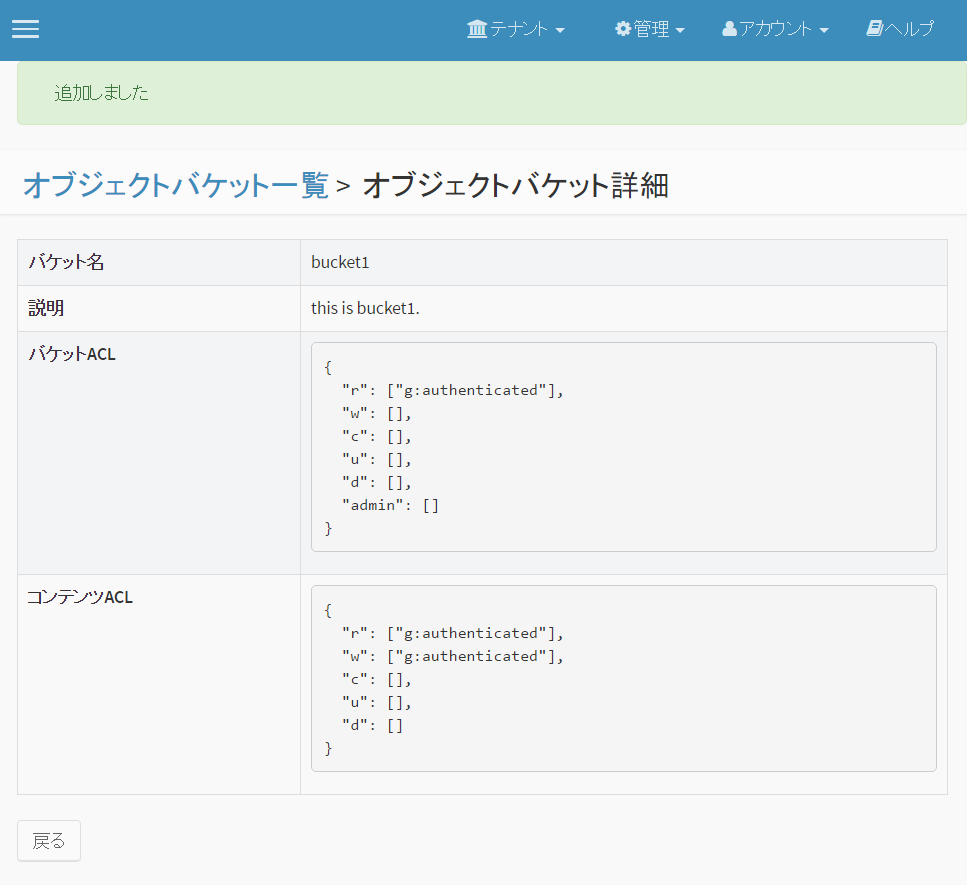 テナント 管理 アカウント ヘルプ
追加しました
オブジェクトバケット一覧 > オブジェクトバケット詳細
バケット名 bucket1
説明 this is bucket1.
バケットACL
{
  "r": ["g:authenticated"],
  "w": [],
  "c": [],
  "u": [],
  "d": [],
  "admin": []
}
コンテンツACL
{
  "r": ["g:authenticated"],
  "w": ["g:authenticated"],
  "c": [],
  "u": [],
  "d": []
}
戻る